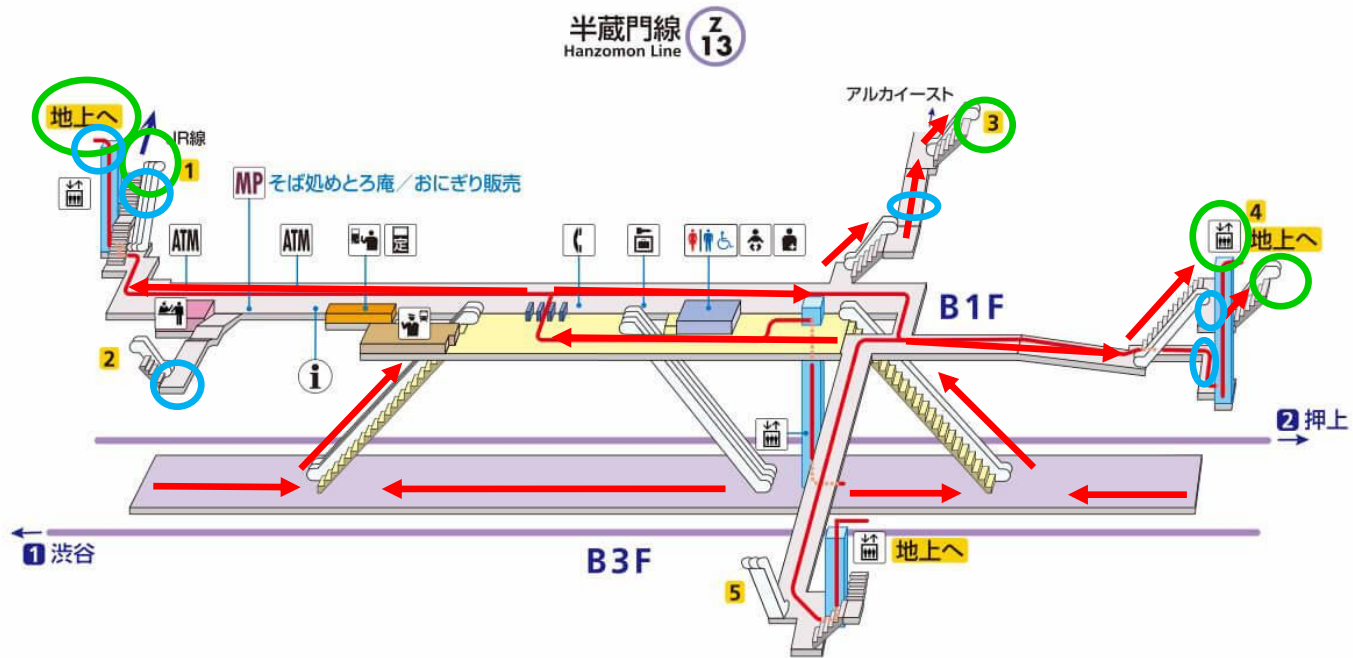 半蔵門線
Hanzomon Line
Z
13
アルカイースト
地上へ
JR線
1
3
MP そば処めとろ庵／おにぎり販売
4
地上へ
ATM
ATM
定
B1F
2
i
2 押上
1 渋谷
B3F
地上へ
5